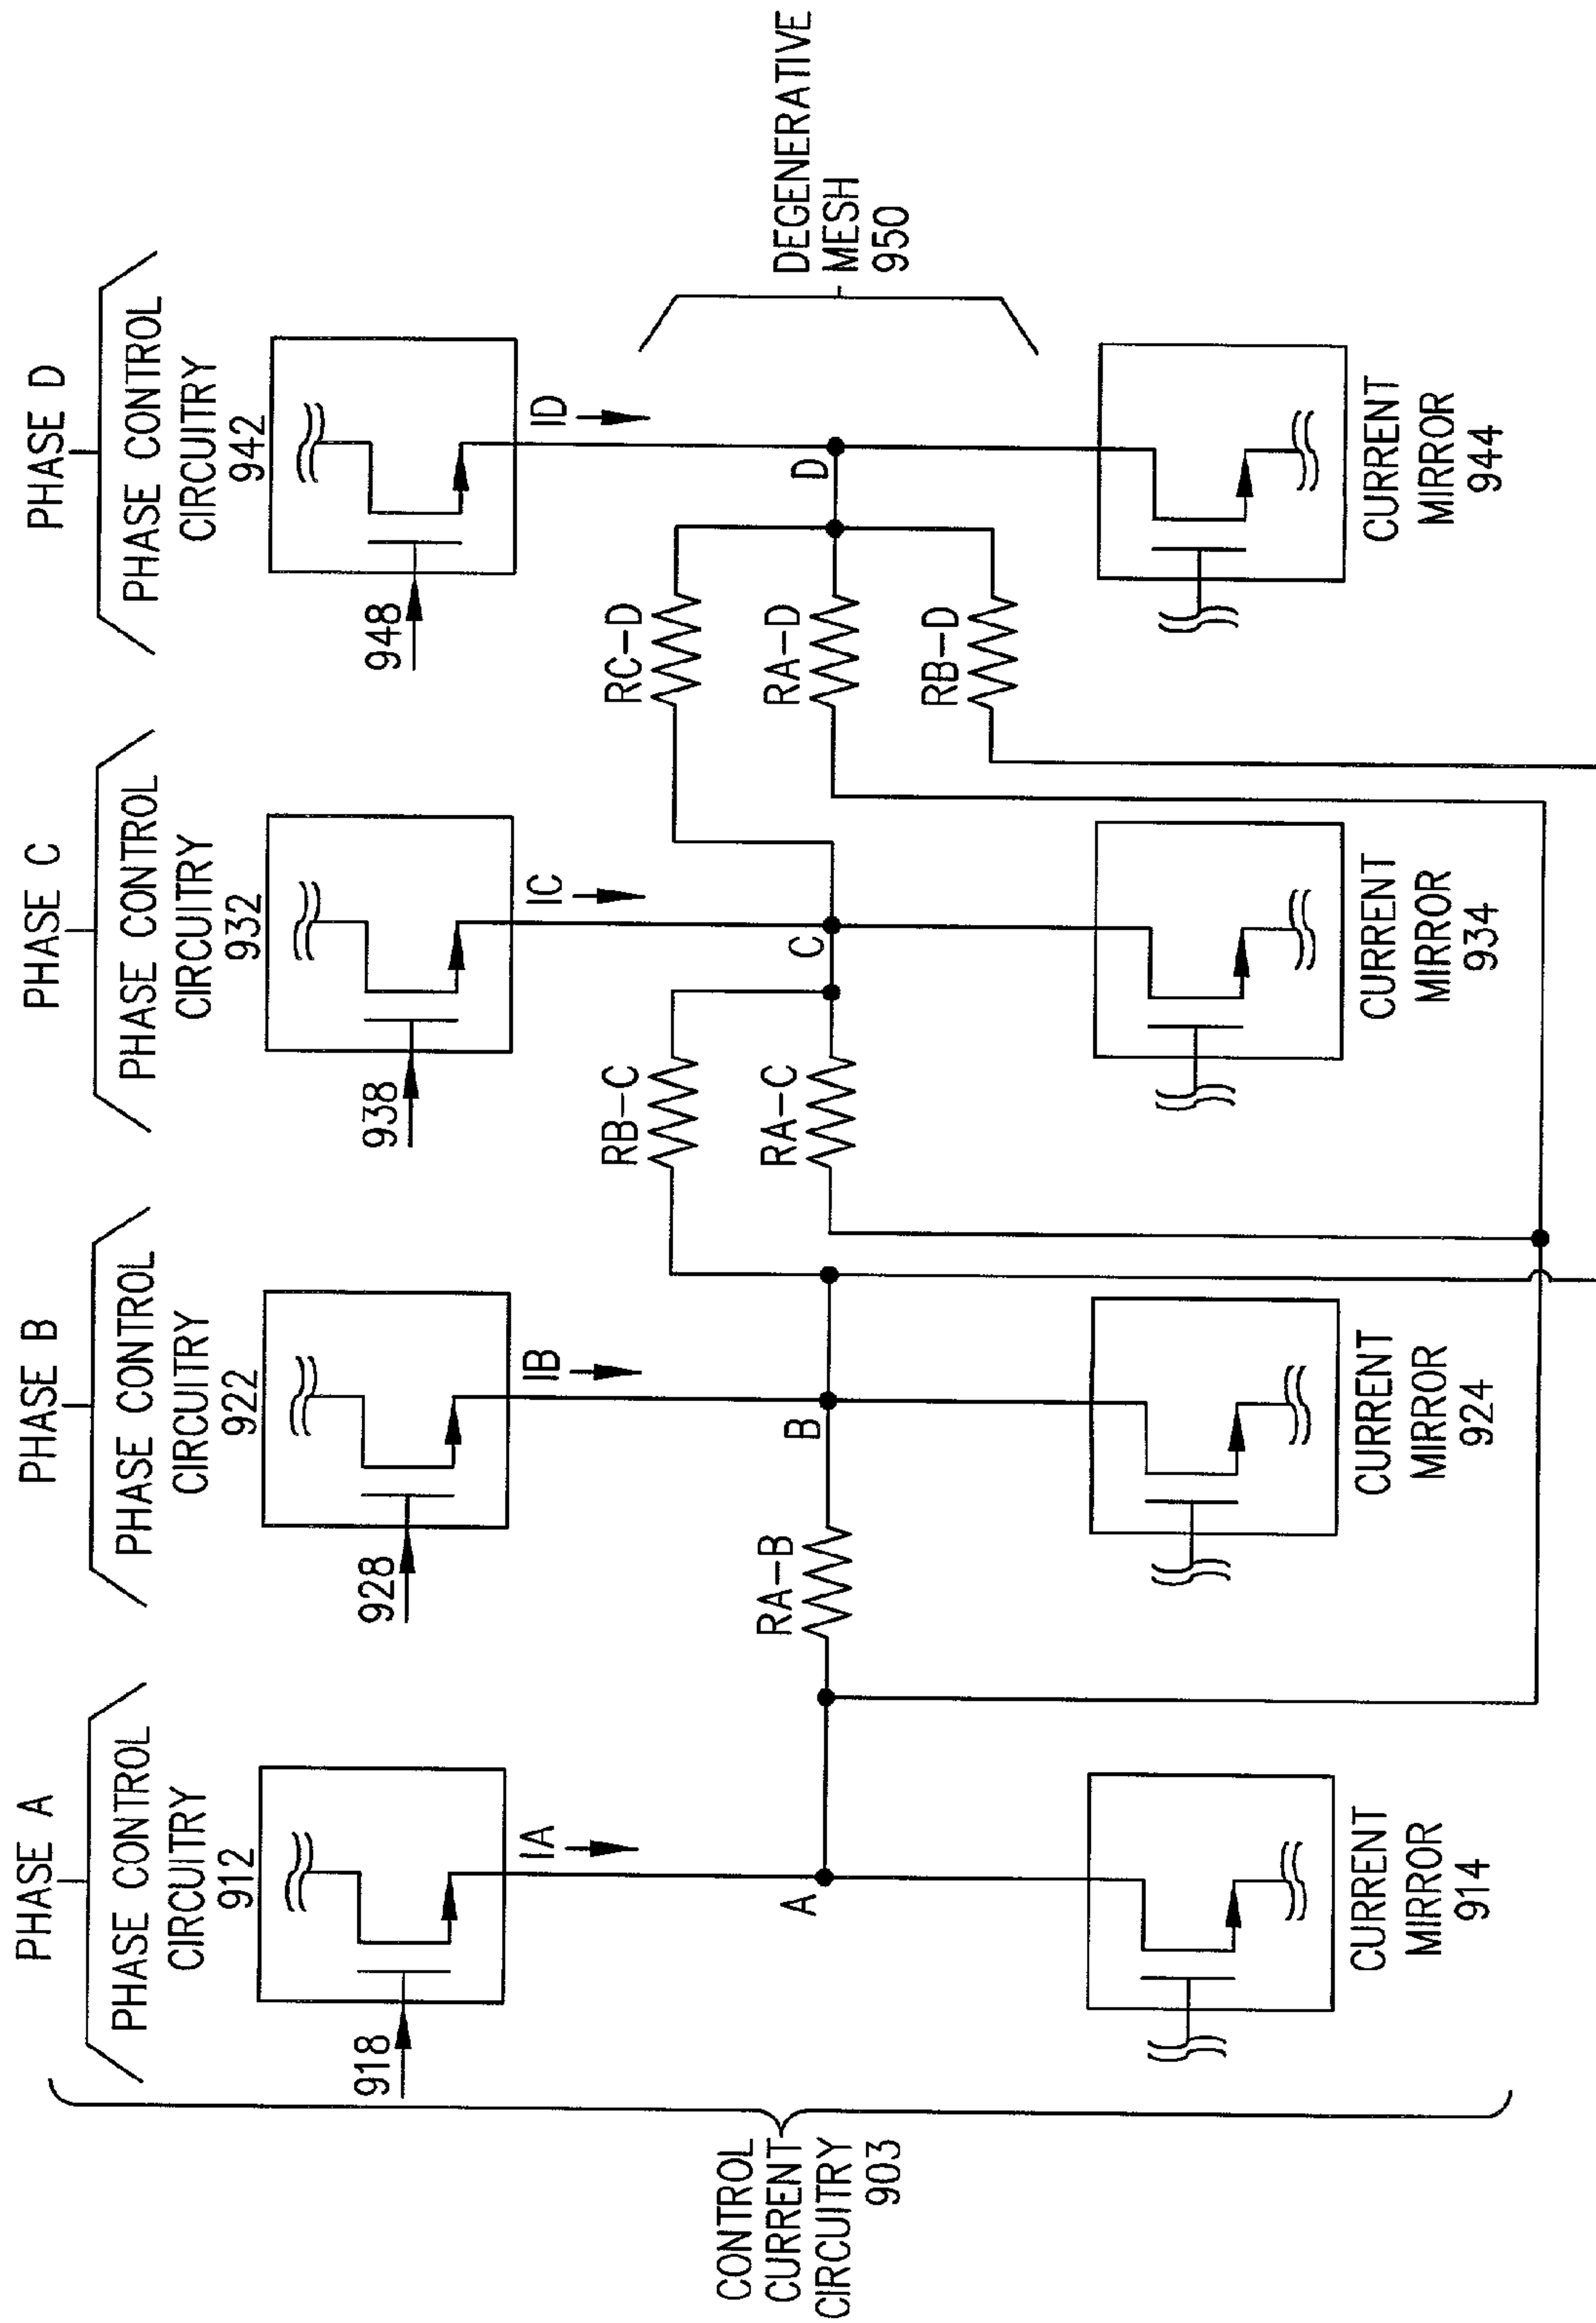 PHASE A
PHASE CONTROL
CIRCUITRY
912
918
IA
PHASE B
PHASE CONTROL
CIRCUITRY
922
928
IB
PHASE C
PHASE CONTROL
CIRCUITRY
932
938
IC
PHASE D
PHASE CONTROL
CIRCUITRY
942
948
ID
CONTROL
CURRENT
CIRCUITRY
903
A
RA-B
B
RB-C
RA-C
C
RC-D
RA-D
RB-D
D
DEGENERATIVE
MESH
950
CURRENT
MIRROR
914
CURRENT
MIRROR
924
CURRENT
MIRROR
934
CURRENT
MIRROR
944